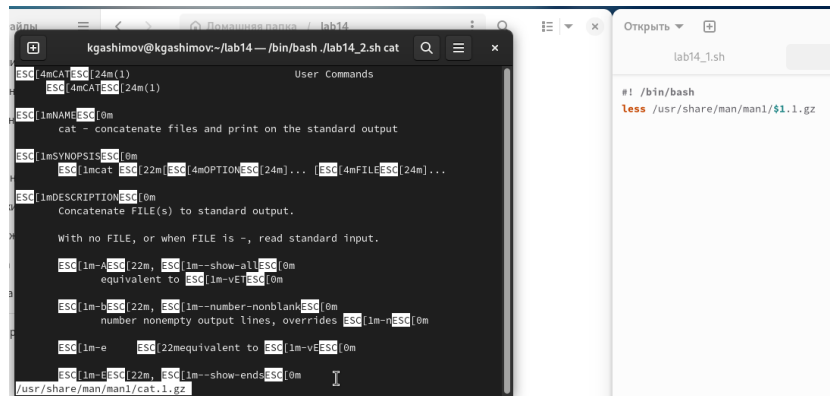 Домашняя папка / lab14
kgashimov@kgashimov:~/lab14 — /bin/bash ./lab14_2.sh cat
ESC[4mCATESC[24m(1) User Commands
ESC[4mCATESC[24m(1)
ESC[1mNAMEESC[0m
cat - concatenate files and print on the standard output
ESC[1mSYNOPSISESC[0m
ESC[1mcat ESC[22m[ESC[4mOPTIONESC[24m]... [ESC[4mFILEESC[24m]...
ESC[1mDESCRIPTIONESC[0m
Concatenate FILE(s) to standard output.
With no FILE, or when FILE is -, read standard input.
ESC[1m-AESC[22m, ESC[1m--show-allESC[0m
equivalent to ESC[1m-vETESC[0m
ESC[1m-bESC[22m, ESC[1m--number-nonblankESC[0m
number nonempty output lines, overrides ESC[1m-nESC[0m
ESC[1m-e ESC[22mequivalent to ESC[1m-vEESC[0m
ESC[1m-EESC[22m, ESC[1m--show-endsESC[0m
/usr/share/man/man1/cat.1.gz
Открыть
lab14_1.sh
#! /bin/bash
less /usr/share/man/man1/$1.1.gz